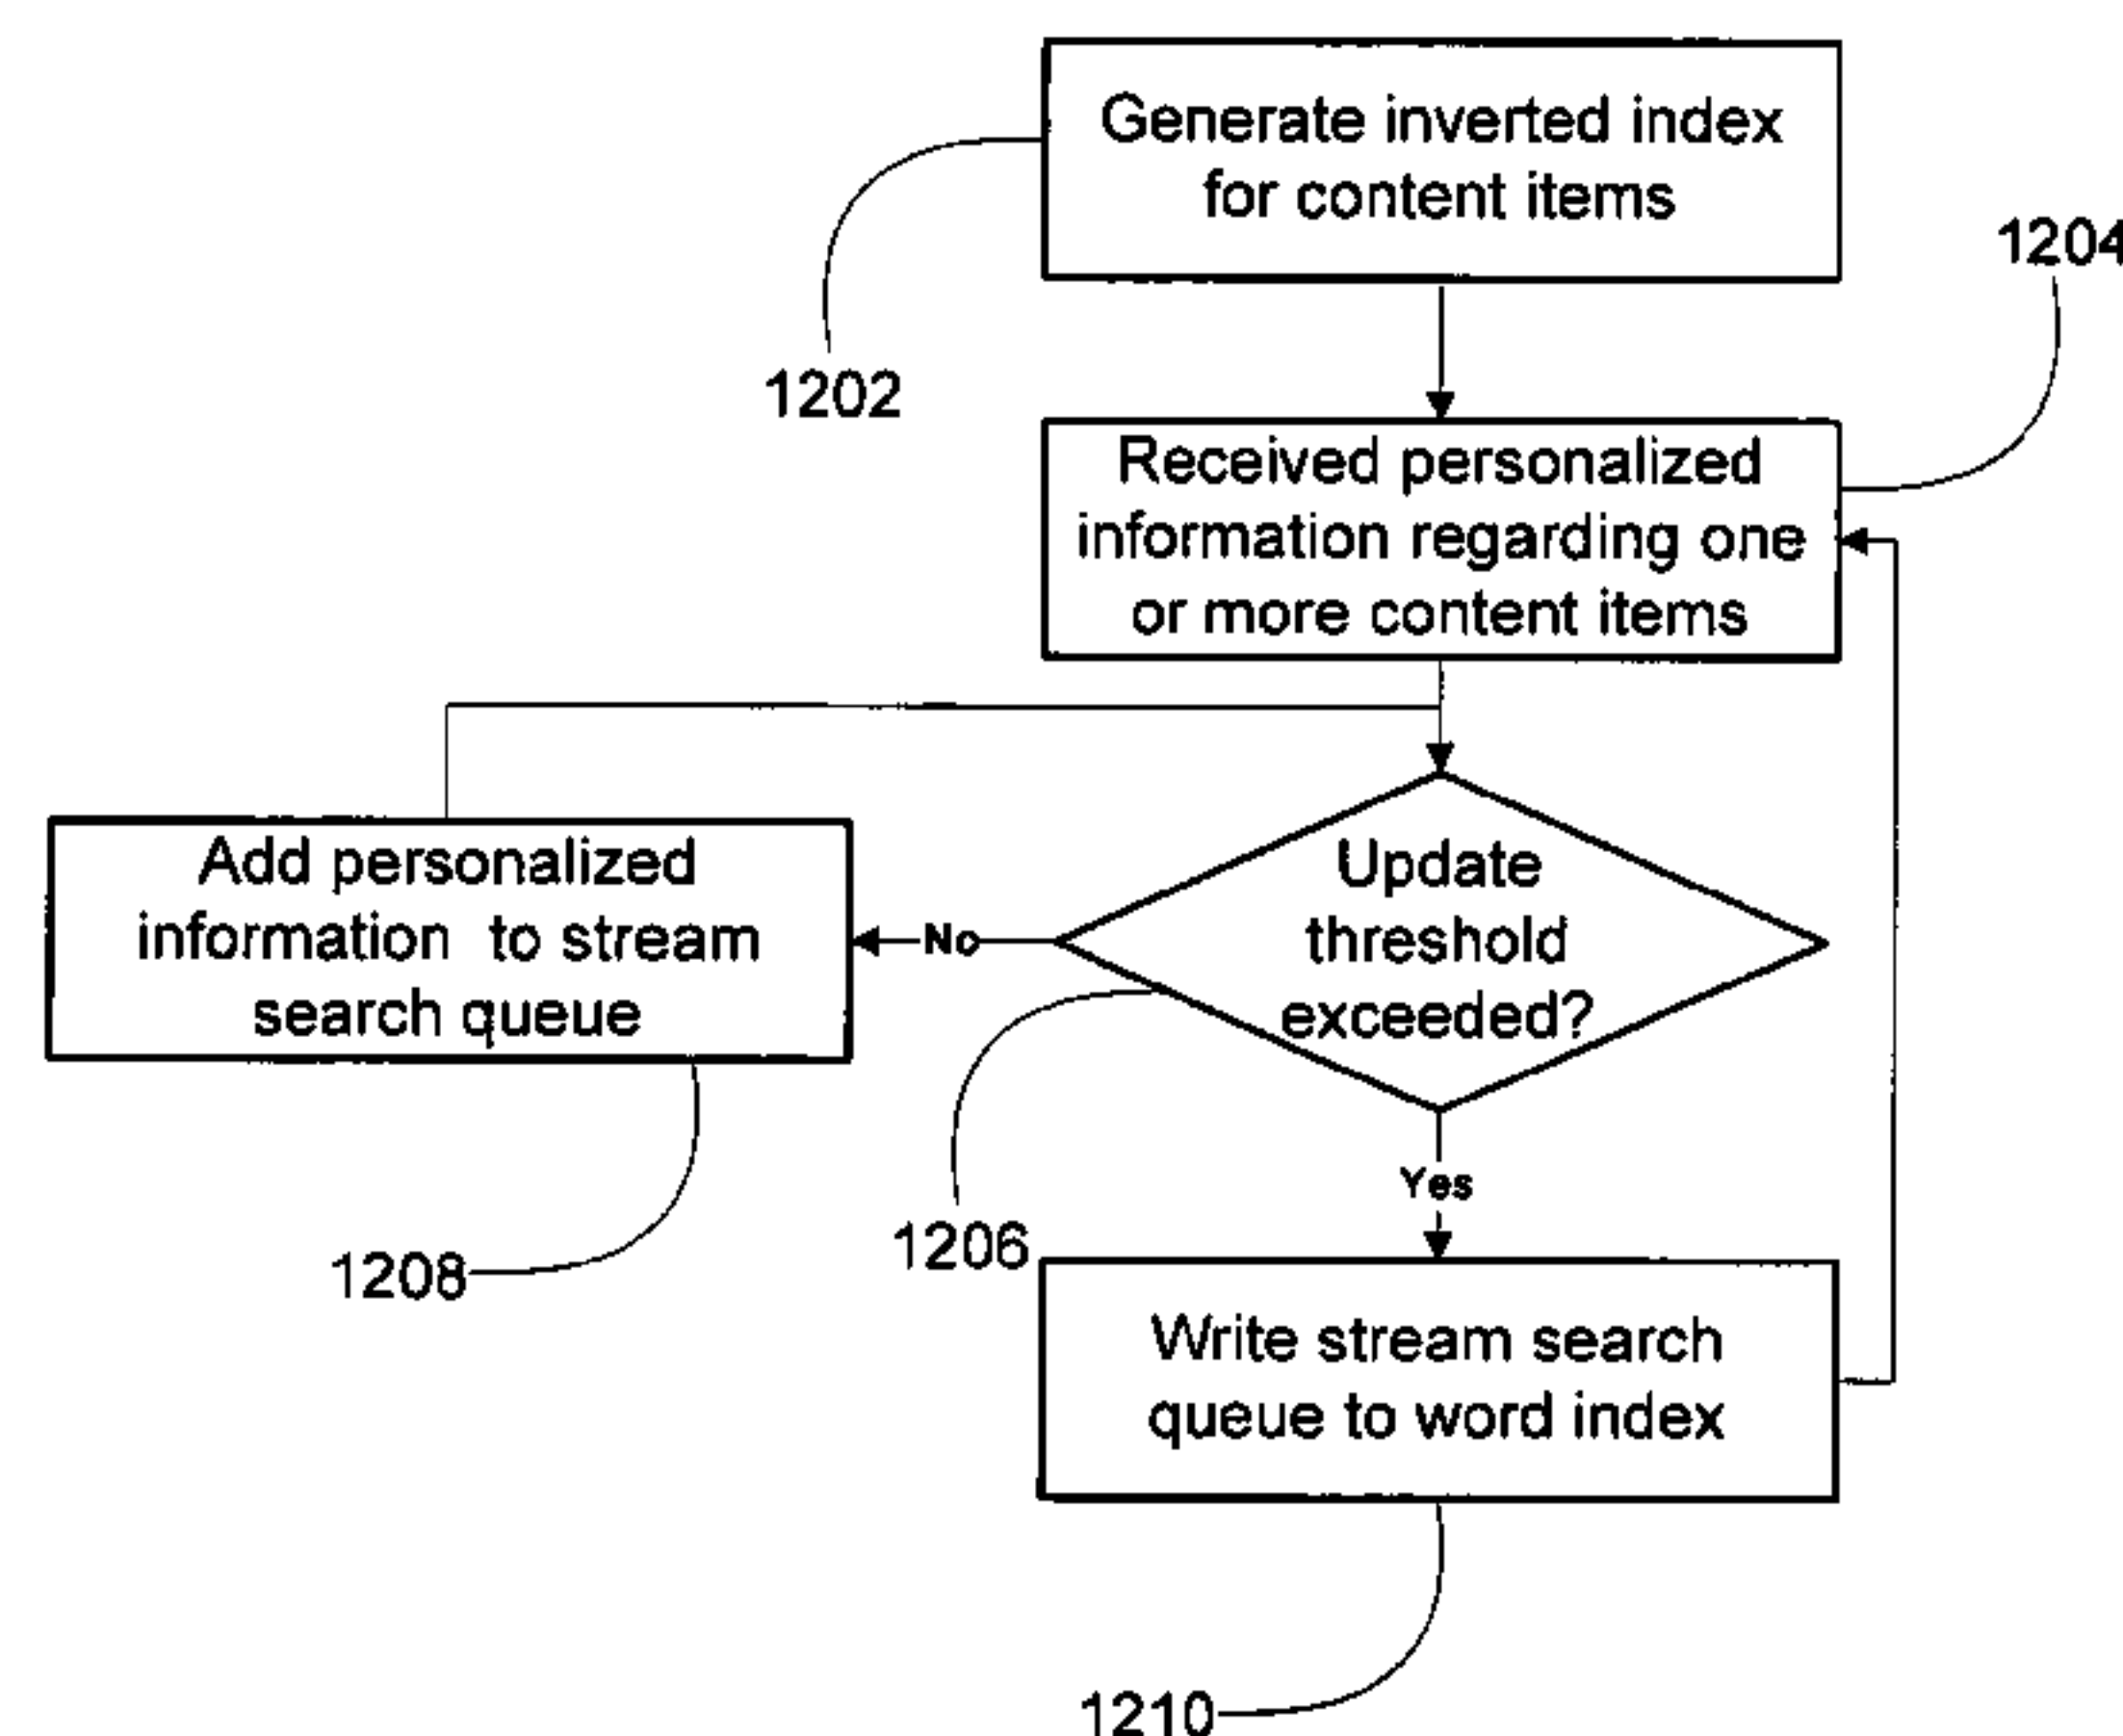 Generate inverted index
for content items
1204
1202
Received personalized
information regarding one
or more content items
Add personalized
information to stream
search queue
No
Update
threshold
exceeded?
Yes
1206
1208
Write stream search
queue to word index
1210